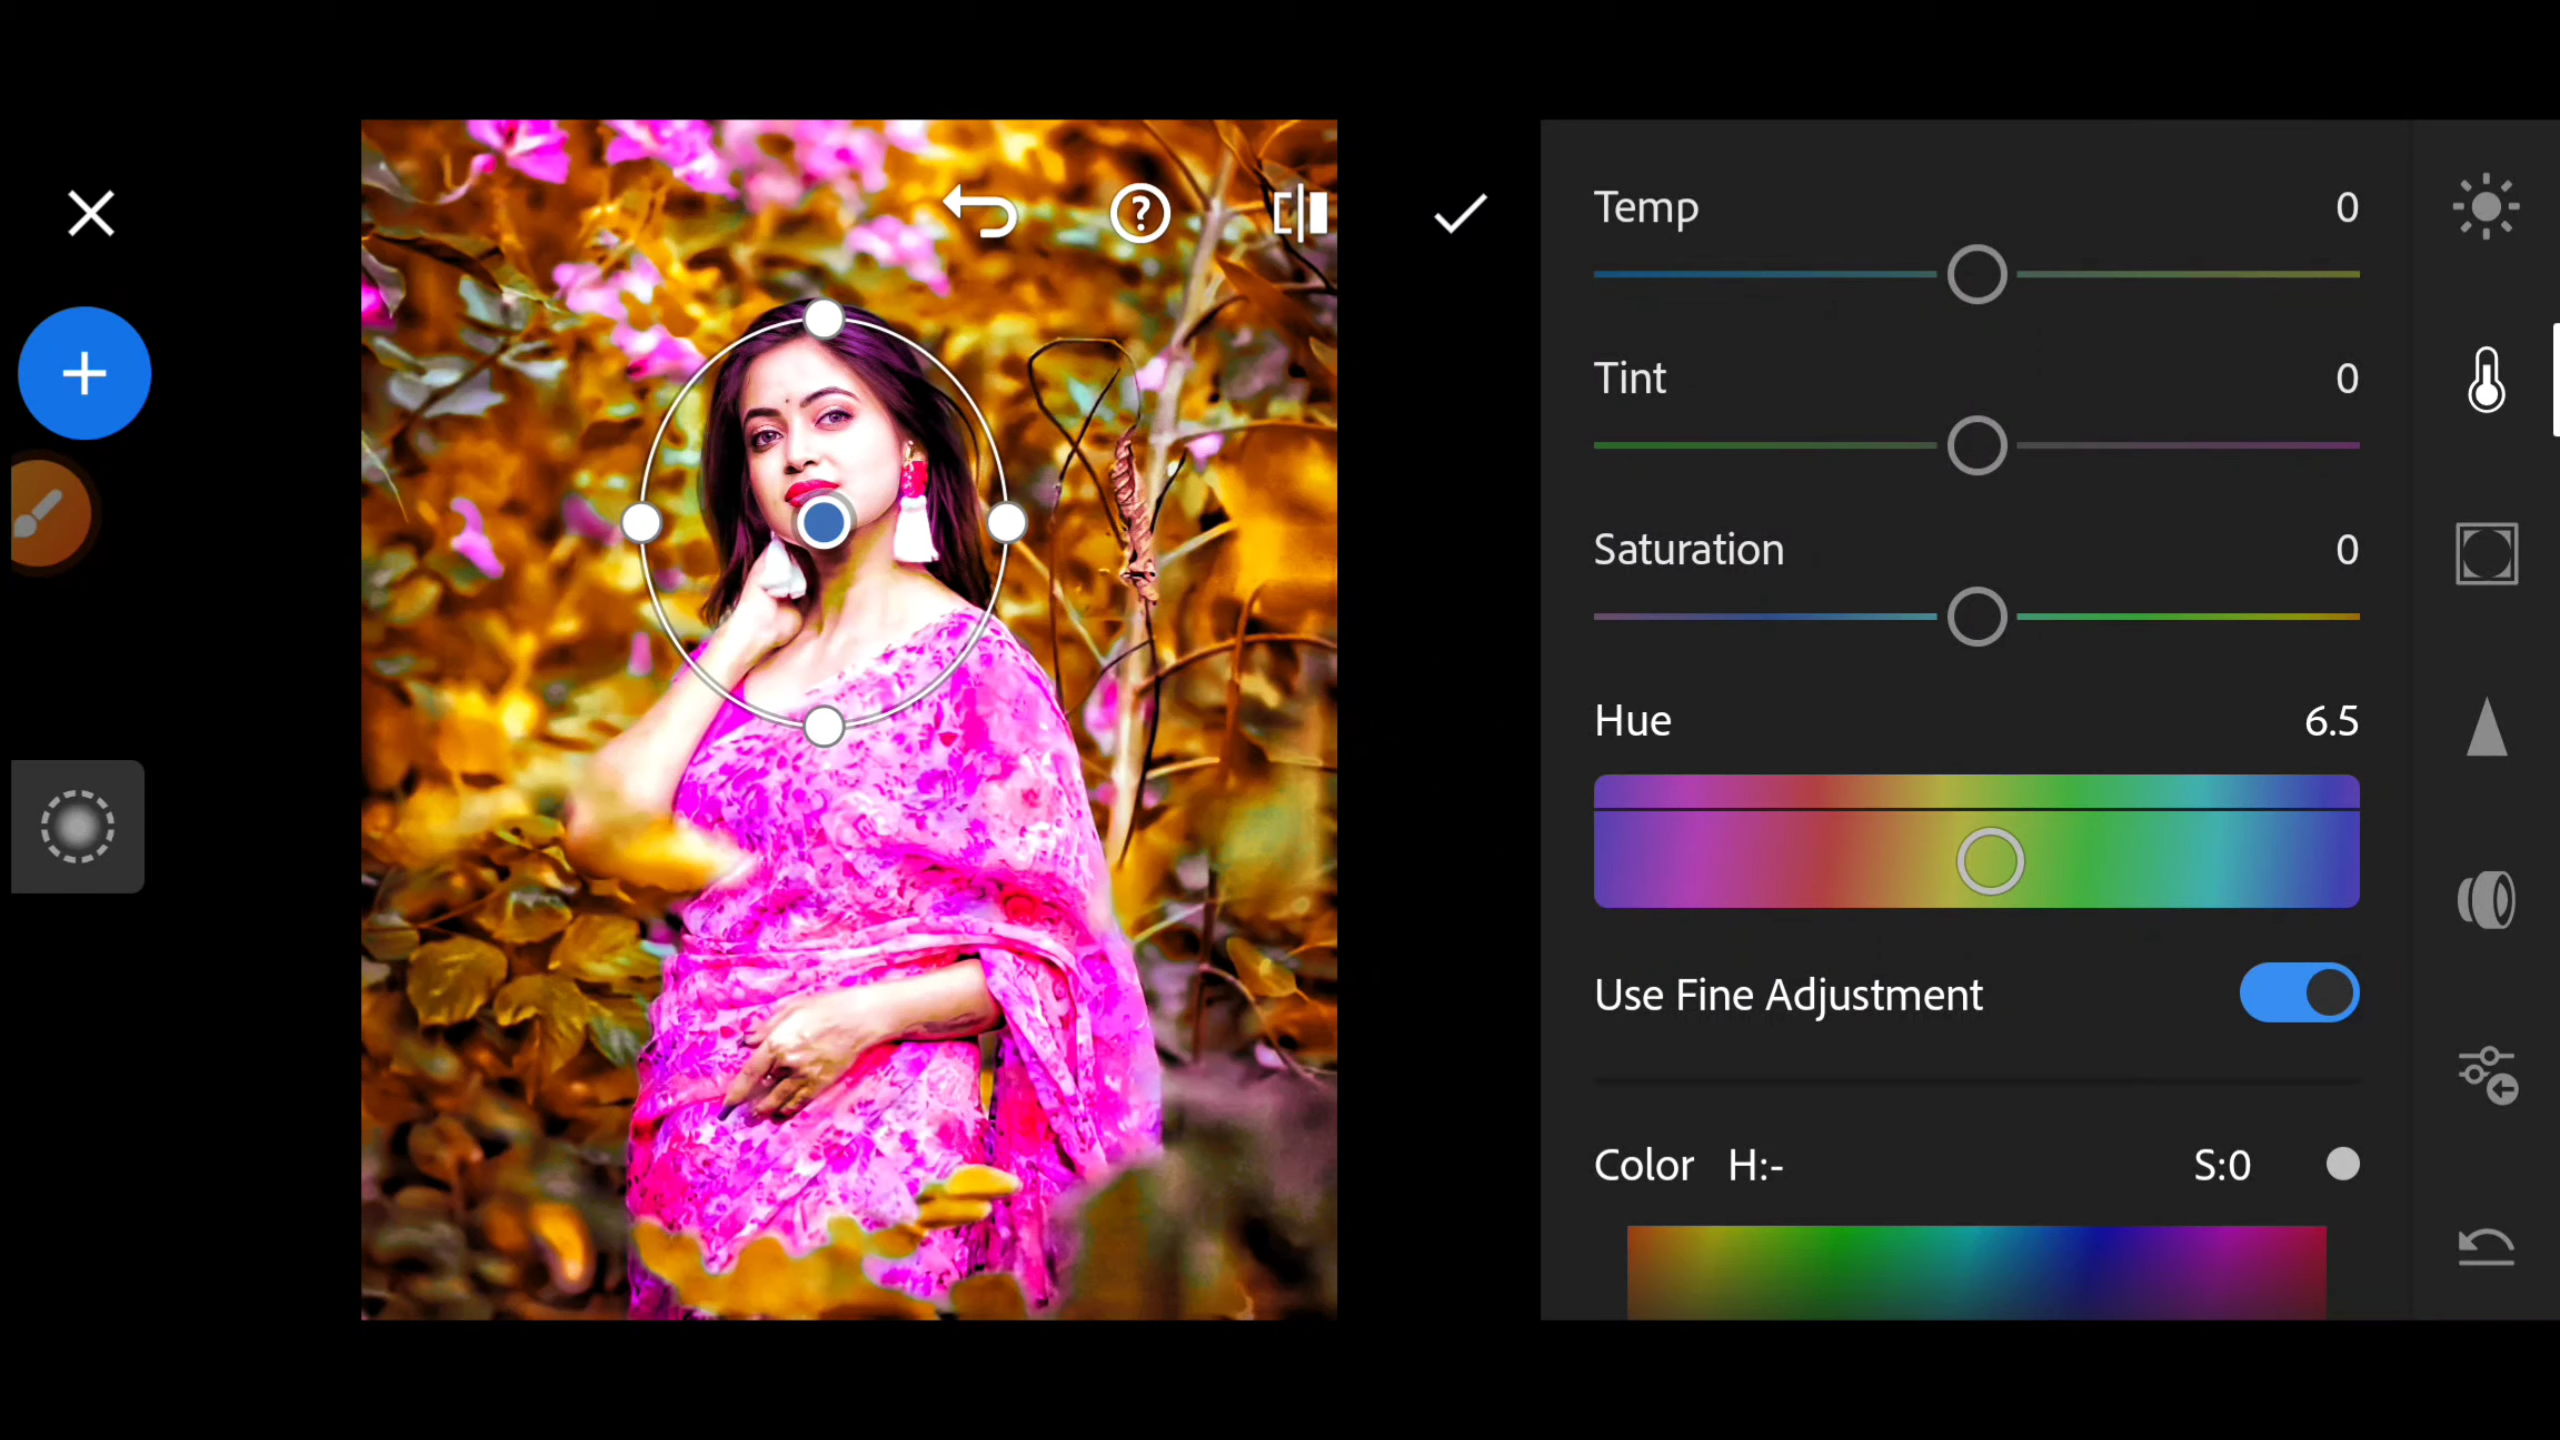 Temp 0
Tint 0
Saturation 0
Hue 6.5
Use Fine Adjustment
Color H:- S:0